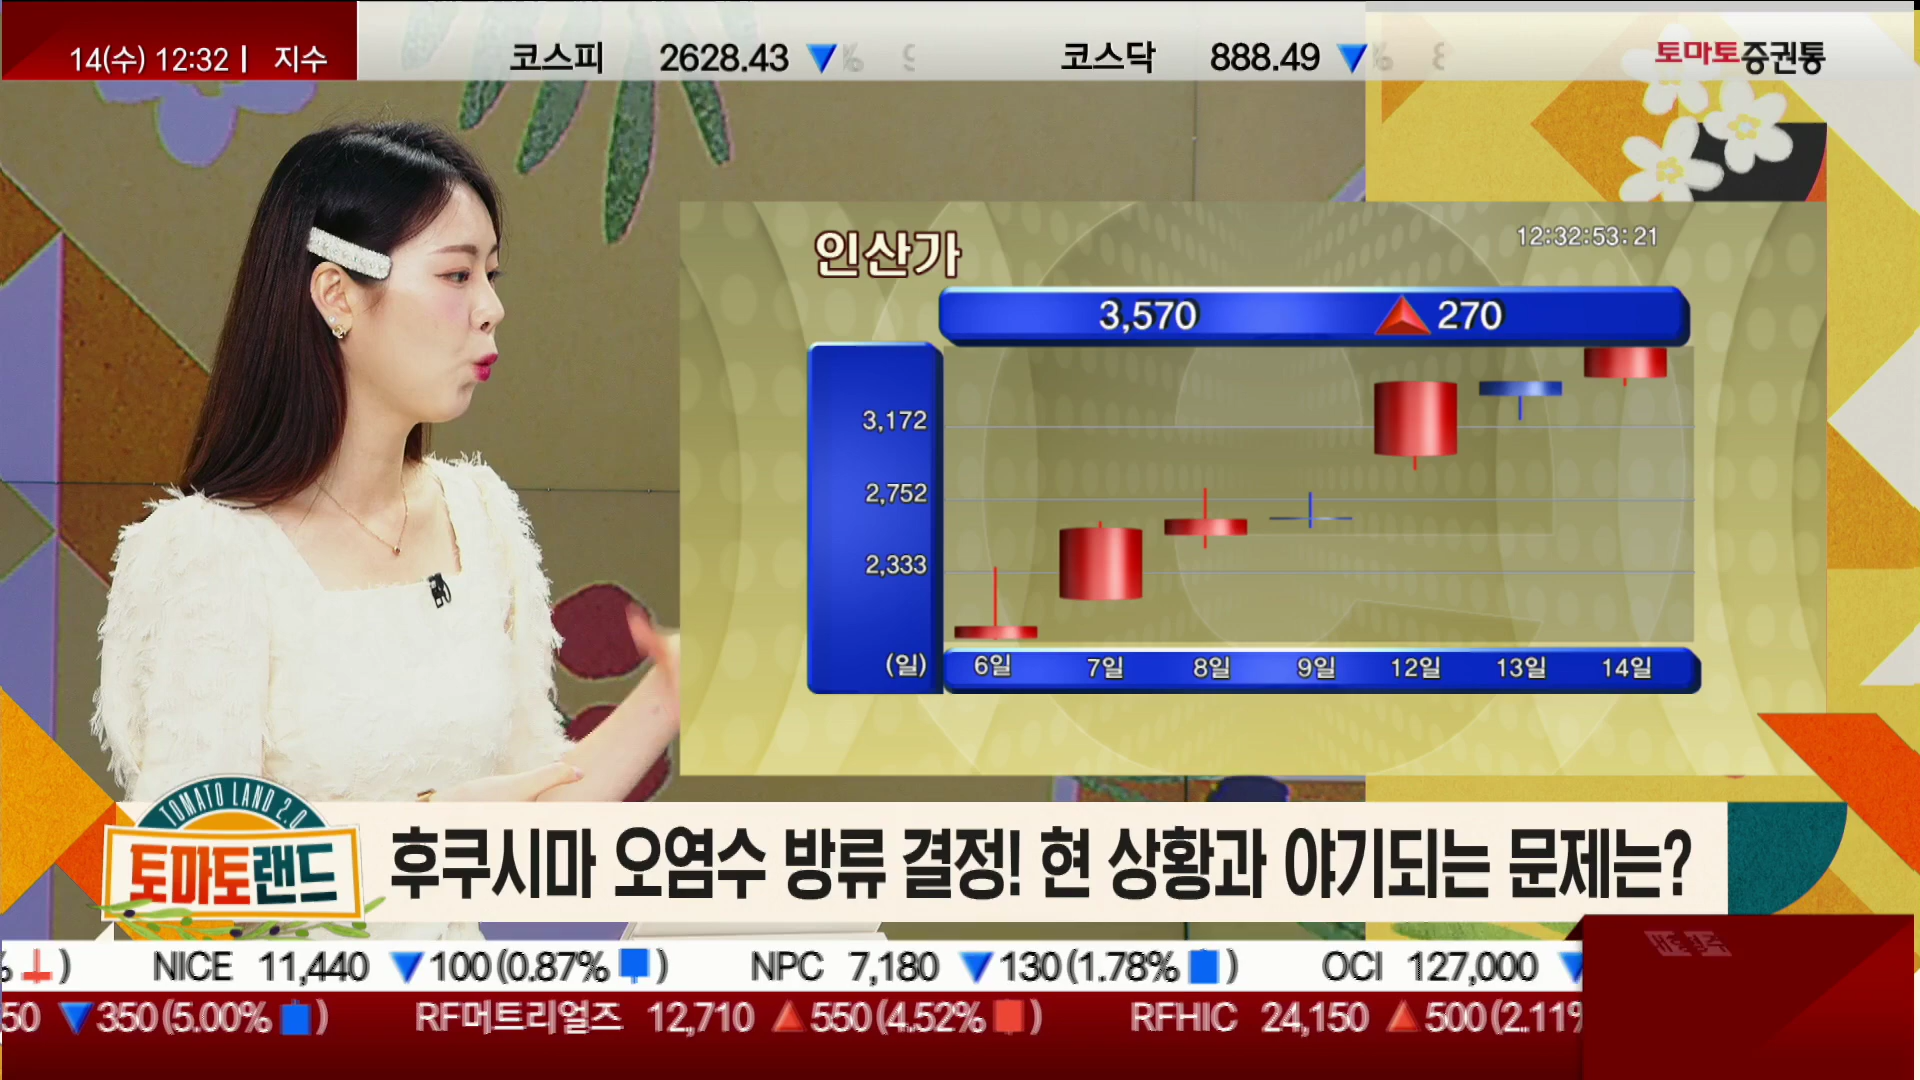 14(수) 12:32 | 지수 코스피 2628.43 ▼ 코스닥 888.49 ▼ 토마토증권통
인산가
12:32:53:21
3,570 ▲ 270
3,172
2,752
2,333
(일) 6일 7일 8일 9일 12일 13일 14일
TOMATO LAND 2.0
토마토랜드
후쿠시마 오염수 방류 결정! 현 상황과 야기되는 문제는?
) NICE 11,440 ▼100(0.87% ) NPC 7,180 ▼130(1.78% ) OCI 127,000 ▼
50 ▼350(5.00% ) RF머트리얼즈 12,710 ▲550(4.52% ) RFHIC 24,150 ▲500(2.11%